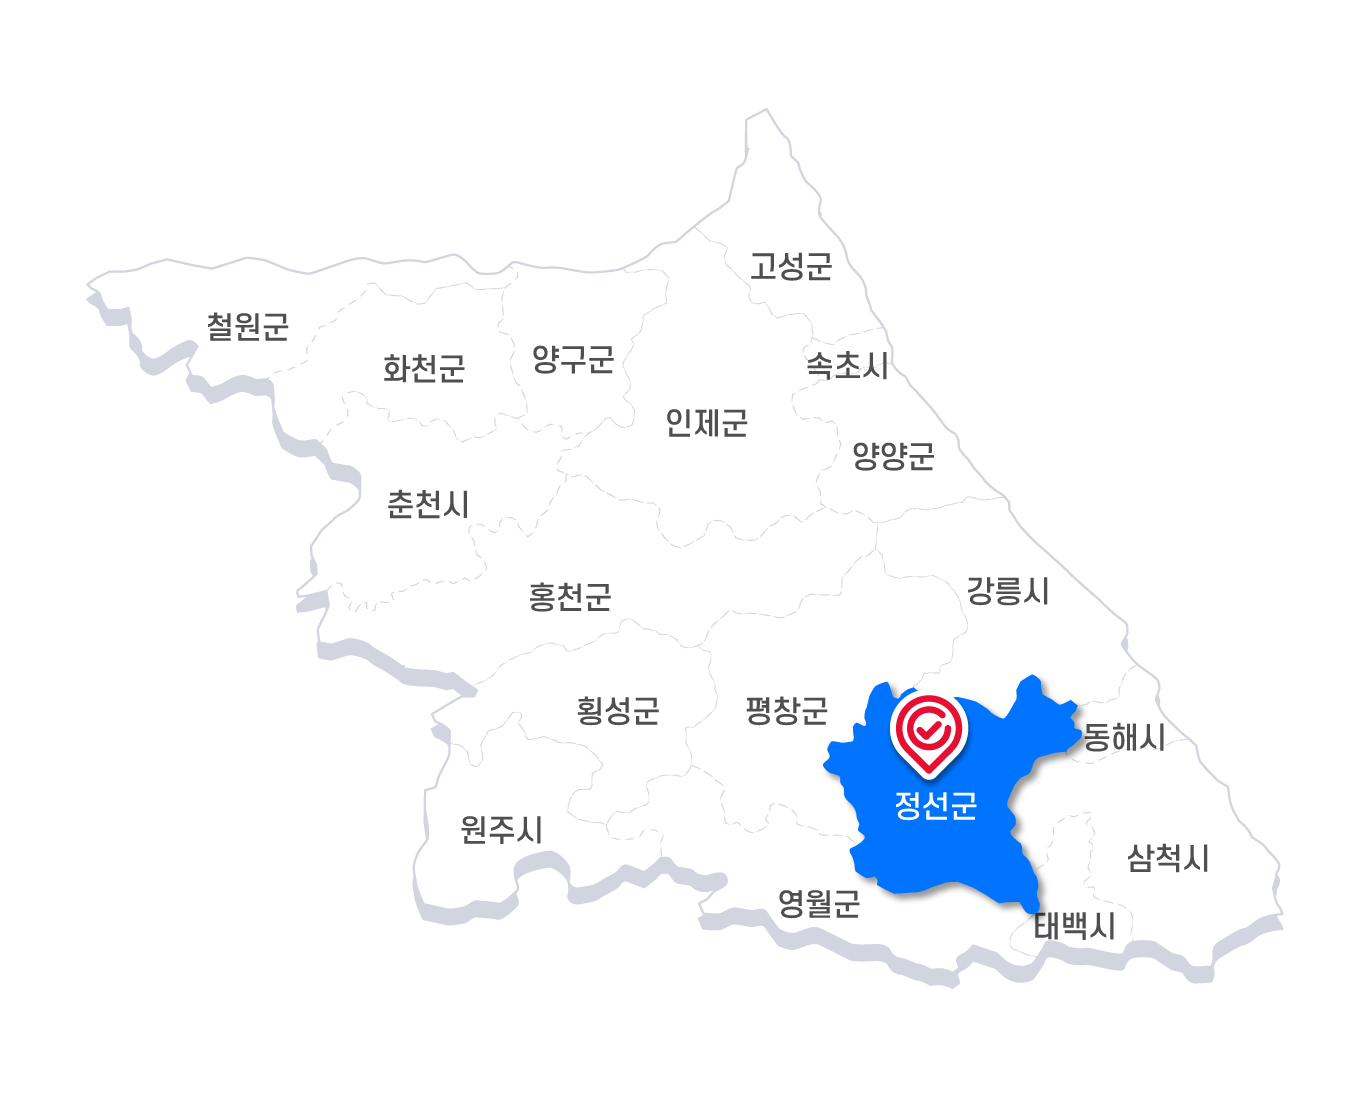 고성군
철원군
화천군
양구군
속초시
인제군
양양군
춘천시
강릉시
홍천군
횡성군
평창군
동해시
정선군
원주시
삼척시
영월군
태백시